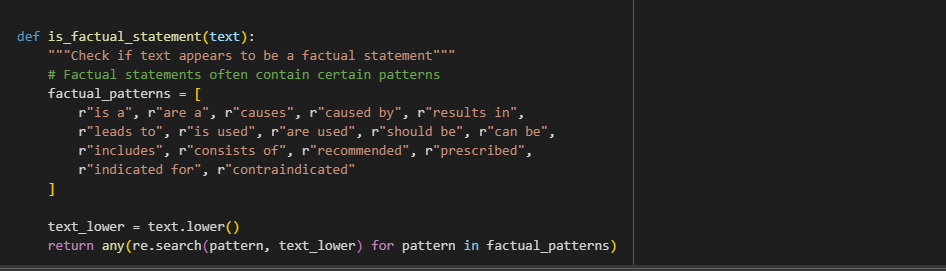 def is_factual_statement(text):
    """Check if text appears to be a factual statement"""
    # Factual statements often contain certain patterns
    factual_patterns = [
        r"is a", r"are a", r"causes", r"caused by", r"results in",
        r"leads to", r"is used", r"are used", r"should be", r"can be",
        r"includes", r"consists of", r"recommended", r"prescribed",
        r"indicated for", r"contraindicated"
    ]
    text_lower = text.lower()
    return any(re.search(pattern, text_lower) for pattern in factual_patterns)